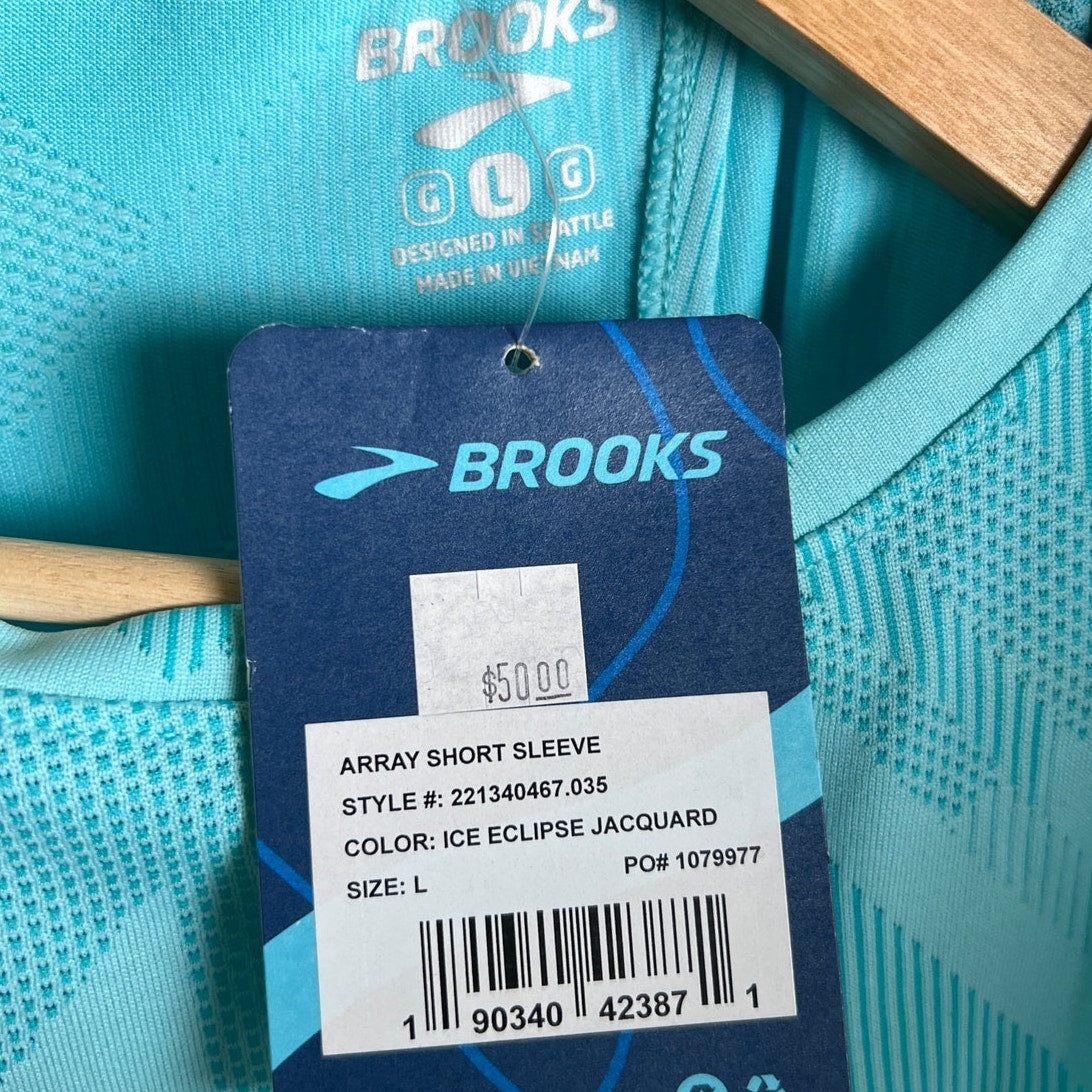 BROOKS
G L G
DESIGNED IN SEATTLE
MADE IN VIETNAM
BROOKS
$50.00
ARRAY SHORT SLEEVE
STYLE #: 221340467.035
COLOR: ICE ECLIPSE JACQUARD
PO# 1079977
SIZE: L
1 90340 42387 1